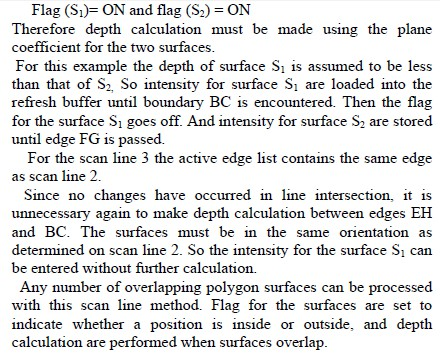 Flag (S₁)= ON and flag (S₂) = ON
Therefore depth calculation must be made using the plane
coefficient for the two surfaces.
For this example the depth of surface S₁ is assumed to be less
than that of S₂, So intensity for surface S₁ are loaded into the
refresh buffer until boundary BC is encountered. Then the flag
for the surface S₁ goes off. And intensity for surface S₂ are stored
until edge FG is passed.
For the scan line 3 the active edge list contains the same edge
as scan line 2.
Since no changes have occurred in line intersection, it is
unnecessary again to make depth calculation between edges EH
and BC. The surfaces must be in the same orientation as
determined on scan line 2. So the intensity for the surface S₁ can
be entered without further calculation.
Any number of overlapping polygon surfaces can be processed
with this scan line method. Flag for the surfaces are set to
indicate whether a position is inside or outside, and depth
calculation are performed when surfaces overlap.